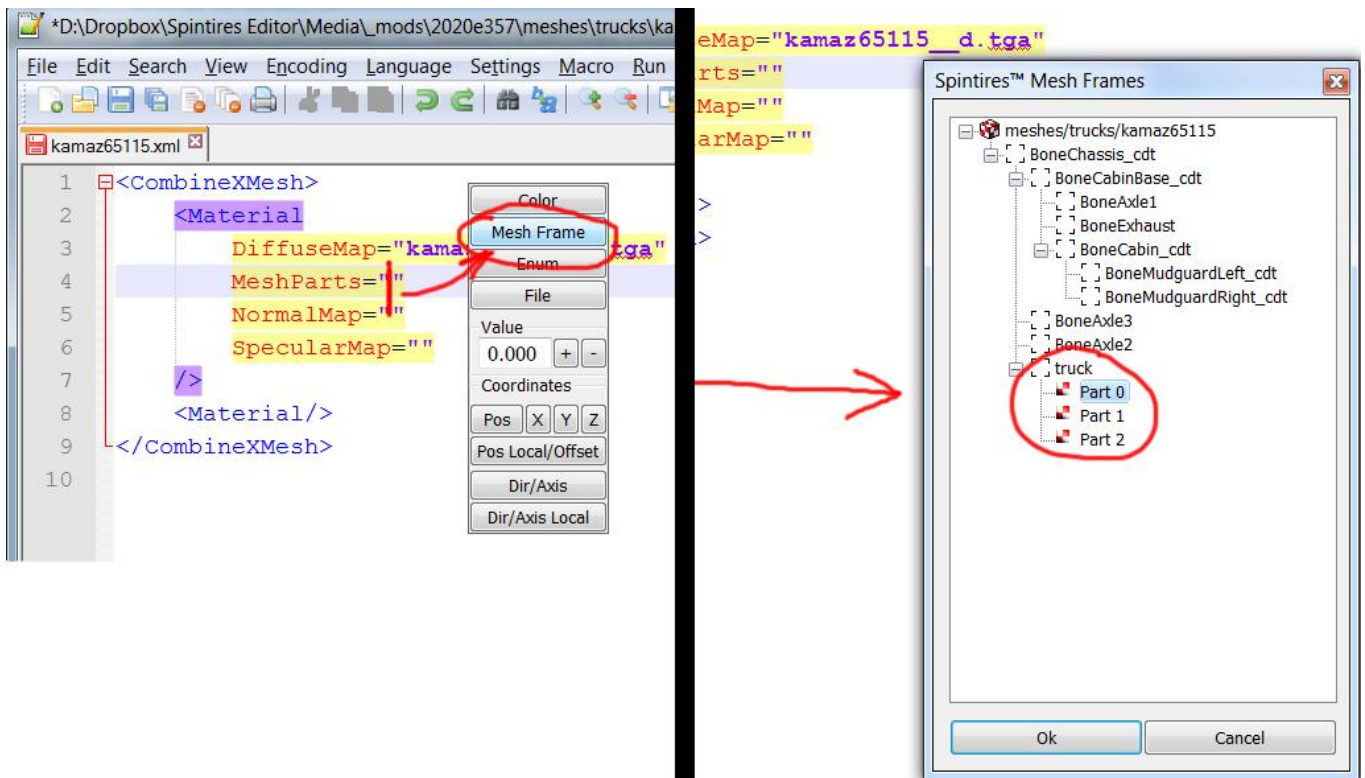 *D:\Dropbox\Spintires Editor\Media\_mods\2020e357\meshes\trucks\ka
File Edit Search View Encoding Language Settings Macro Run
kamaz65115.xml
1 <CombineXMesh>
2 <Material
3 DiffuseMap="kama tga"
4 MeshParts=""
5 NormalMap=""
6 SpecularMap=""
7 />
8 <Material/>
9 </CombineXMesh>
10
Color
Mesh Frame
Enum
File
Value
0.000 + -
Coordinates
Pos X Y Z
Pos Local/Offset
Dir/Axis
Dir/Axis Local
eMap="kamaz65115__d.tga"
rts=""
Map=""
arMap=""
>
>
Spintires™ Mesh Frames
meshes/trucks/kamaz65115
BoneChassis_cdt
BoneCabinBase_cdt
BoneAxle1
BoneExhaust
BoneCabin_cdt
BoneMudguardLeft_cdt
BoneMudguardRight_cdt
BoneAxle3
BoneAxle2
truck
Part 0
Part 1
Part 2
Ok Cancel